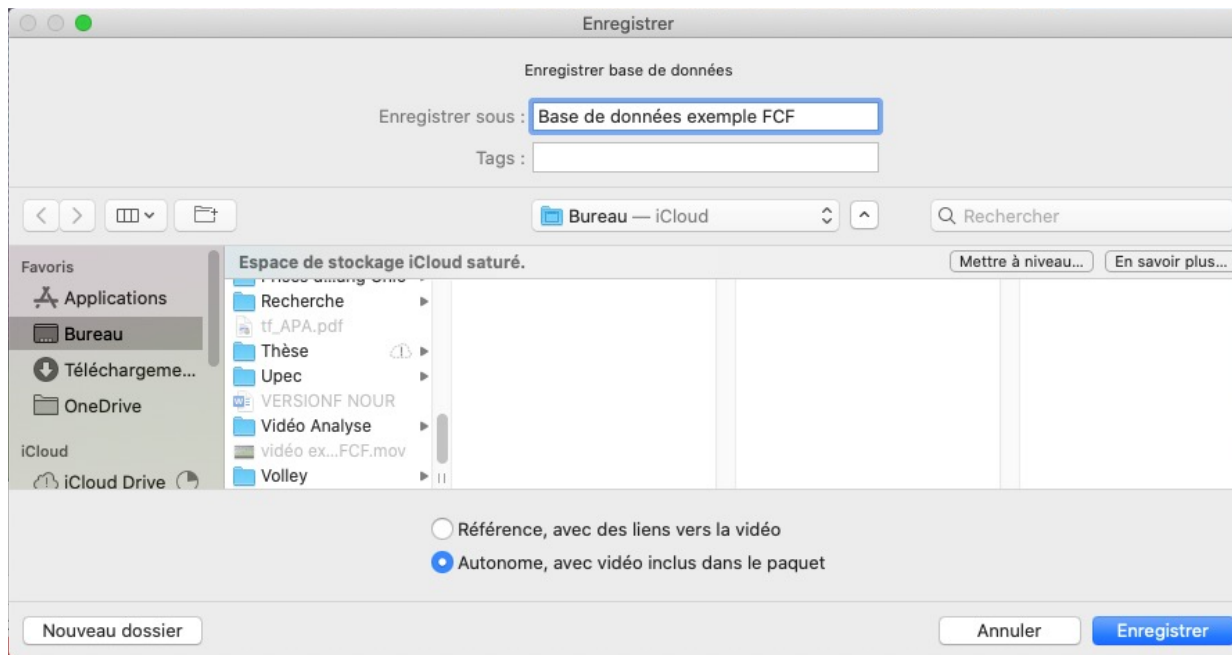 Enregistrer
Enregistrer base de données
Enregistrer sous : Base de données exemple FCF
Tags :
Bureau — iCloud
Rechercher
Favoris
Applications
Bureau
Téléchargeme...
OneDrive
iCloud
iCloud Drive
Espace de stockage iCloud saturé.
Mettre à niveau...
En savoir plus...
Recherche
tf_APA.pdf
Thèse
Upec
VERSIONF NOUR
Vidéo Analyse
vidéo ex...FCF.mov
Volley
Référence, avec des liens vers la vidéo
Autonome, avec vidéo inclus dans le paquet
Nouveau dossier
Annuler
Enregistrer